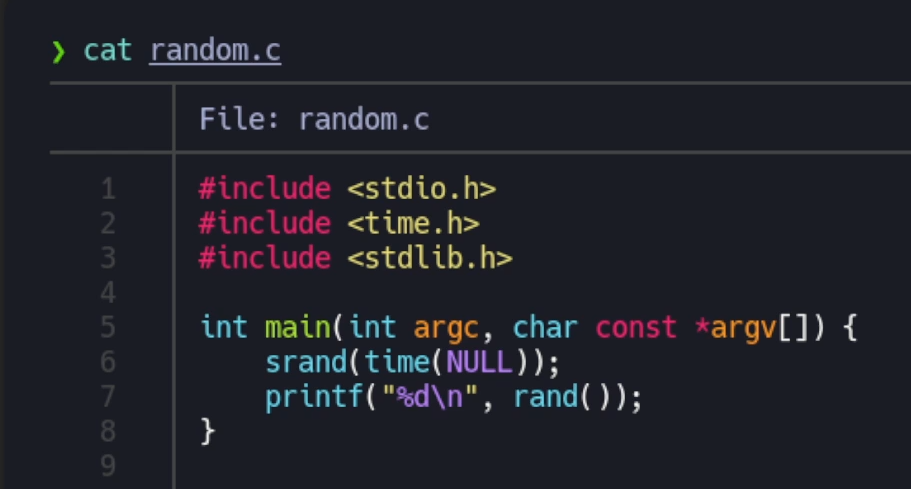 ❯ cat random.c
File: random.c
1 #include <stdio.h>
2 #include <time.h>
3 #include <stdlib.h>
4
5 int main(int argc, char const *argv[]) {
6     srand(time(NULL));
7     printf("%d\n", rand());
8 }
9